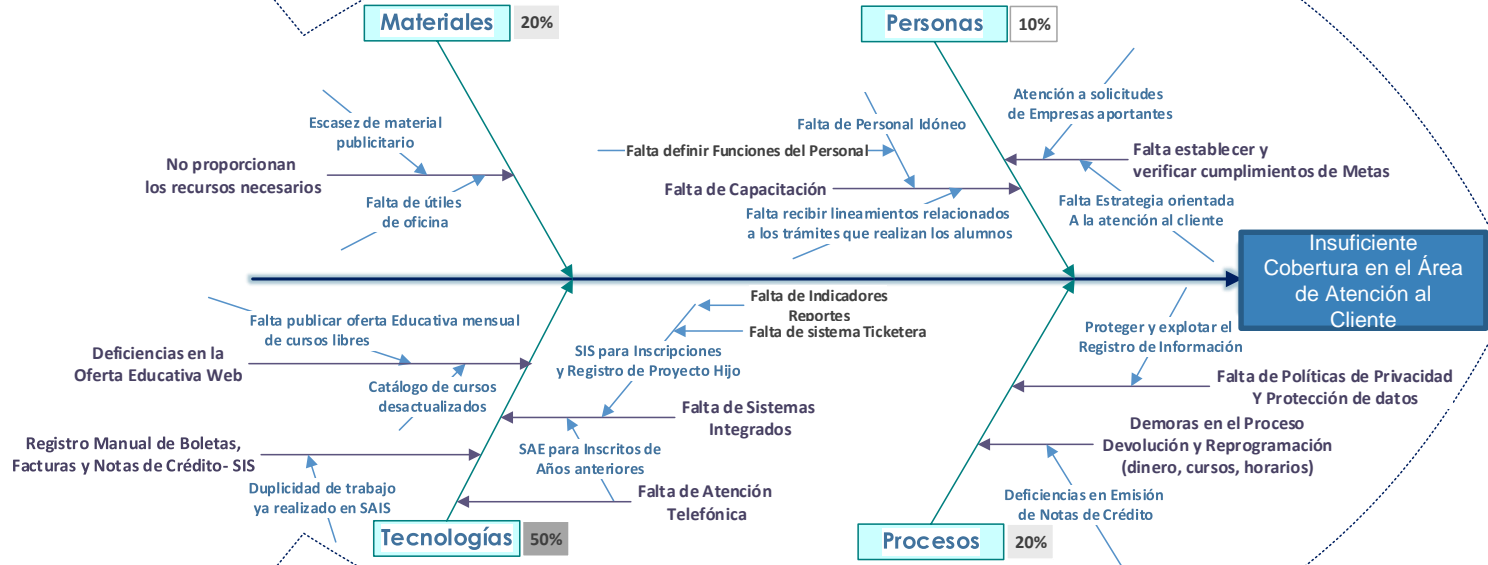 Materiales
20%
Personas
10%
Escasez de material
publicitario
No proporcionan
los recursos necesarios
Falta de útiles
de oficina
Falta de Personal Idóneo
Falta definir Funciones del Personal
Falta de Capacitación
Falta recibir lineamientos relacionados
a los trámites que realizan los alumnos
Atención a solicitudes
de Empresas aportantes
Falta establecer y
verificar cumplimientos de Metas
Falta Estrategia orientada
A la atención al cliente
Insuficiente
Cobertura en el Área
de Atención al
Cliente
Falta publicar oferta Educativa mensual
de cursos libres
Deficiencias en la
Oferta Educativa Web
Catálogo de cursos
desactualizados
Falta de Indicadores
Reportes
Falta de sistema Ticketera
SIS para Inscripciones
y Registro de Proyecto Hijo
Falta de Sistemas
Integrados
Registro Manual de Boletas,
Facturas y Notas de Crédito- SIS
Duplicidad de trabajo
ya realizado en SAIS
SAE para Inscritos de
Años anteriores
Falta de Atención
Telefónica
Proteger y explotar el
Registro de Información
Falta de Políticas de Privacidad
Y Protección de datos
Demoras en el Proceso
Devolución y Reprogramación
(dinero, cursos, horarios)
Deficiencias en Emisión
de Notas de Crédito
Tecnologías
50%
Procesos
20%